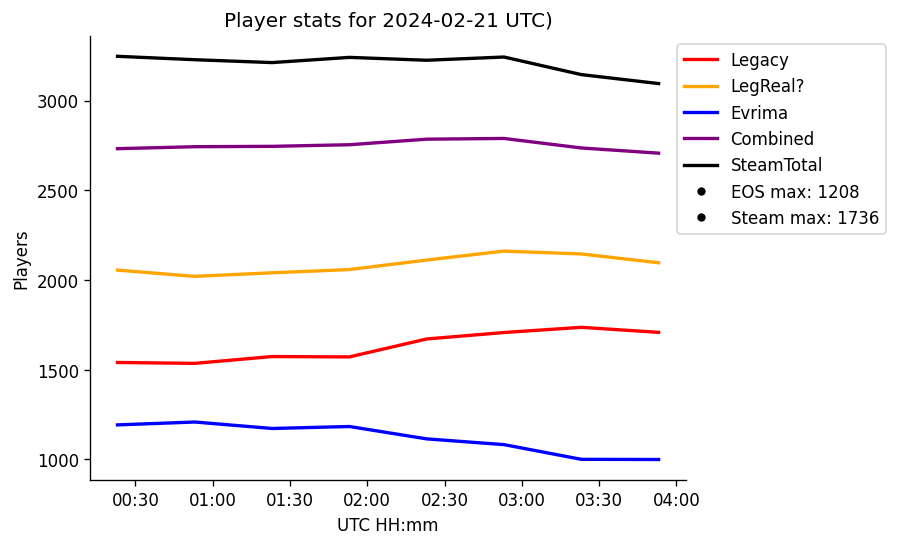 Player stats for 2024-02-21 UTC)
Players
3000
2500
2000
1500
1000
00:30 01:00 01:30 02:00 02:30 03:00 03:30 04:00
UTC HH:mm
Legacy
LegReal?
Evrima
Combined
SteamTotal
EOS max: 1208
Steam max: 1736